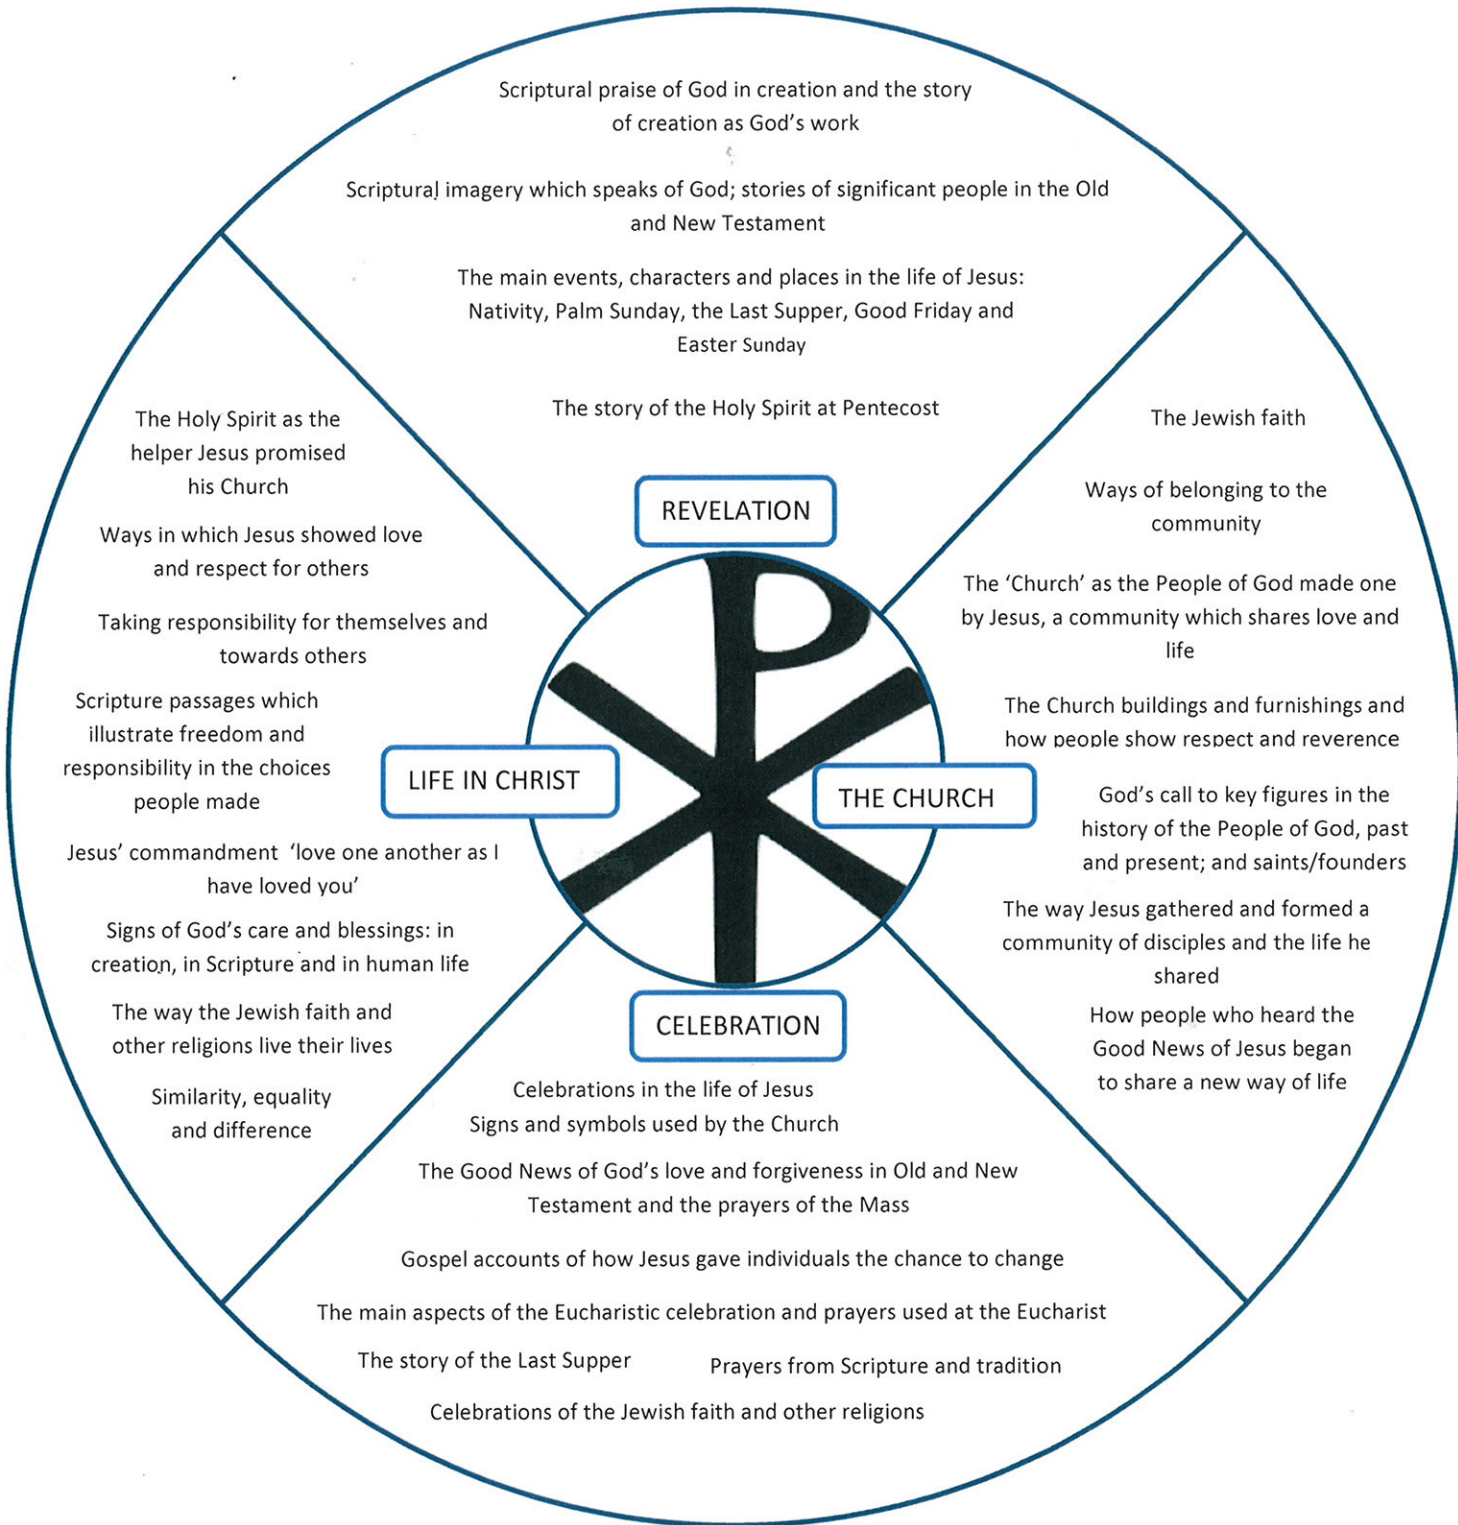 Scriptural praise of God in creation and the story
of creation as God's work
Scriptural imagery which speaks of God; stories of significant people in the Old
and New Testament
The main events, characters and places in the life of Jesus:
Nativity, Palm Sunday, the Last Supper, Good Friday and
Easter Sunday
The story of the Holy Spirit at Pentecost
REVELATION
The Holy Spirit as the
helper Jesus promised
his Church
Ways in which Jesus showed love
and respect for others
Taking responsibility for themselves and
towards others
Scripture passages which
illustrate freedom and
responsibility in the choices
people made
LIFE IN CHRIST
Jesus' commandment 'love one another as I
have loved you'
Signs of God's care and blessings: in
creation, in Scripture and in human life
The way the Jewish faith and
other religions live their lives
Similarity, equality
and difference
The Jewish faith
Ways of belonging to the
community
The 'Church' as the People of God made one
by Jesus, a community which shares love and
life
The Church buildings and furnishings and
how people show respect and reverence
THE CHURCH
God's call to key figures in the
history of the People of God, past
and present; and saints/founders
The way Jesus gathered and formed a
community of disciples and the life he
shared
How people who heard the
Good News of Jesus began
to share a new way of life
CELEBRATION
Celebrations in the life of Jesus
Signs and symbols used by the Church
The Good News of God's love and forgiveness in Old and New
Testament and the prayers of the Mass
Gospel accounts of how Jesus gave individuals the chance to change
The main aspects of the Eucharistic celebration and prayers used at the Eucharist
The story of the Last Supper
Prayers from Scripture and tradition
Celebrations of the Jewish faith and other religions